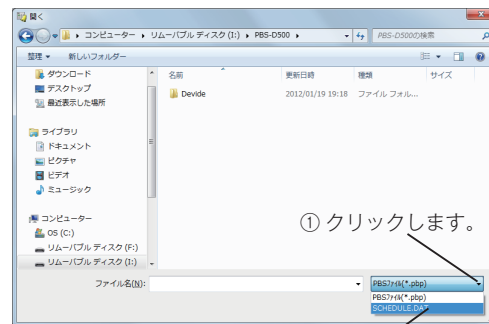 開く
コンピューター ▸ リムーバブル ディスク (I:) ▸ PBS-D500 ▸
PBS-D500の検索
整理 ▼ 新しいフォルダー
ダウンロード
デスクトップ
最近表示した場所
ライブラリ
ドキュメント
ピクチャ
ビデオ
ミュージック
コンピューター
OS (C:)
リムーバブル ディスク (F:)
リムーバブル ディスク (I:)
名前 更新日時 種類 サイズ
Devide 2012/01/19 19:18 ファイル フォル...
① クリックします。
ファイル名(N):
PBSファイル(*.pbp)
PBSファイル(*.pbp)
SCHEDULE.DAT